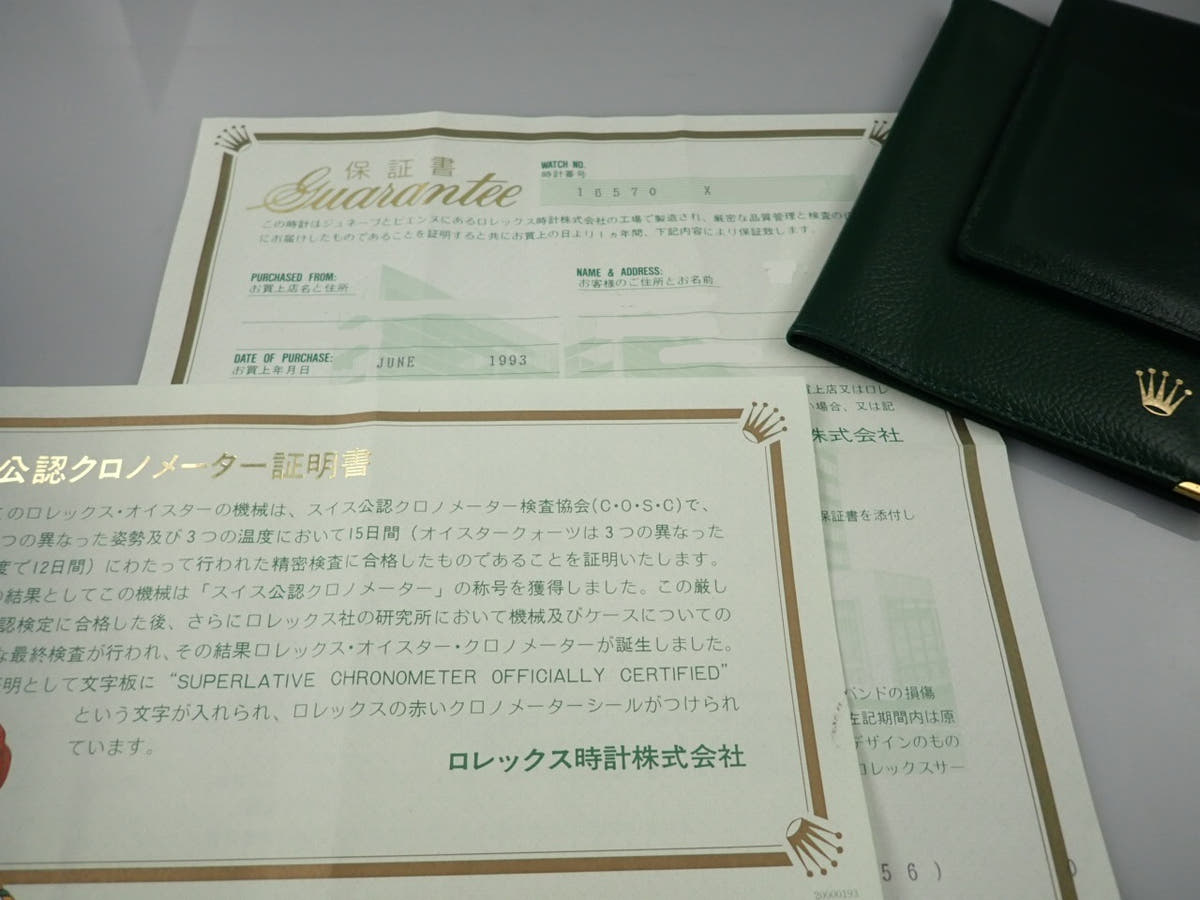 保証書
Guarantee
WATCH NO.
時計番号
16570 X
この時計はジュネーブとビエンヌにあるロレックス時計株式会社の工場で製造され、厳密な品質管理と検査の
にお届けしたものであることを証明すると共にお買上の日より1ヵ年間、下記内容により保証致します。
PURCHASED FROM:
お買上店名と住所
NAME & ADDRESS:
お客様のご住所とお名前
DATE OF PURCHASE:
お買上年月日
JUNE 1993
買上店又はロレ
い場合、又は記
株式会社
保証書を添付し
バンドの損傷
左記期間内は原
デザインのもの
ロレックスサー
56)
公認クロノメーター証明書
このロレックス・オイスターの機械は、スイス公認クロノメーター検査協会(C・O・S・C)で、
つの異なった姿勢及び3つの温度において15日間(オイスタークォーツは3つの異なった
度で12日間)にわたって行われた精密検査に合格したものであることを証明いたします。
結果としてこの機械は「スイス公認クロノメーター」の称号を獲得しました。この厳し
認検定に合格した後、さらにロレックス社の研究所において機械及びケースについての
な最終検査が行われ、その結果ロレックス・オイスター・クロノメーターが誕生しました。
証明として文字板に“SUPERLATIVE CHRONOMETER OFFICIALLY CERTIFIED”
という文字が入れられ、ロレックスの赤いクロノメーターシールがつけられ
ています。
ロレックス時計株式会社
20000193